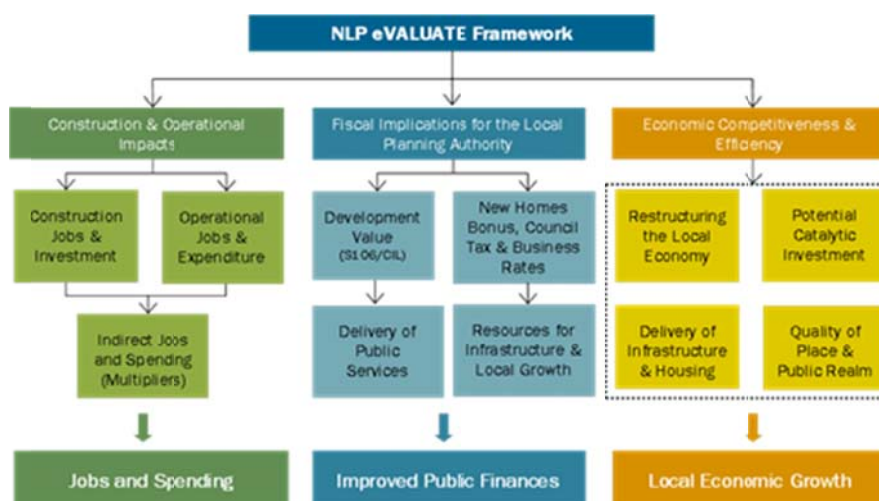 NLP eVALUATE Framework
Construction & Operational
Impacts
Fiscal Implications for the Local
Planning Authority
Economic Competitiveness &
Efficiency
Construction
Jobs &
Investment
Operational
Jobs &
Expenditure
Development
Value
(S106/CIL)
New Homes
Bonus, Council
Tax & Business
Rates
Restructuring
the Local
Economy
Potential
Catalytic
Investment
Indirect Jobs
and Spending
(Multipliers)
Delivery of
Public
Services
Resources for
Infrastructure &
Local Growth
Delivery of
Infrastructure
& Housing
Quality of
Place &
Public Realm
Jobs and Spending
Improved Public Finances
Local Economic Growth